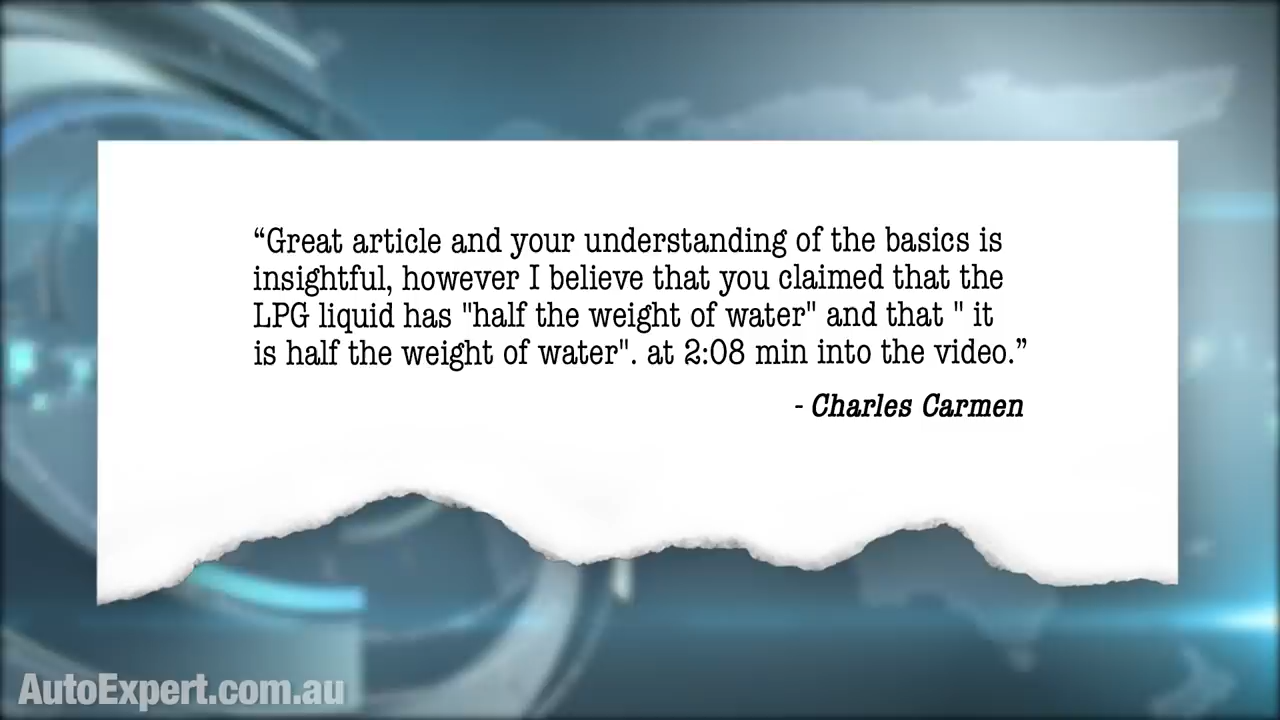 “Great article and your understanding of the basics is
insightful, however I believe that you claimed that the
LPG liquid has "half the weight of water" and that " it
is half the weight of water". at 2:08 min into the video.”
- Charles Carmen
AutoExpert.com.au